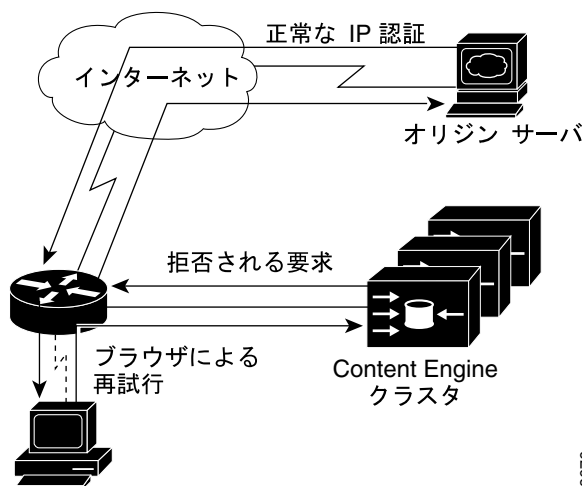 正常な IP 認証
インターネット
オリジン サーバ
拒否される要求
ブラウザによる
再試行
Content Engine
クラスタ